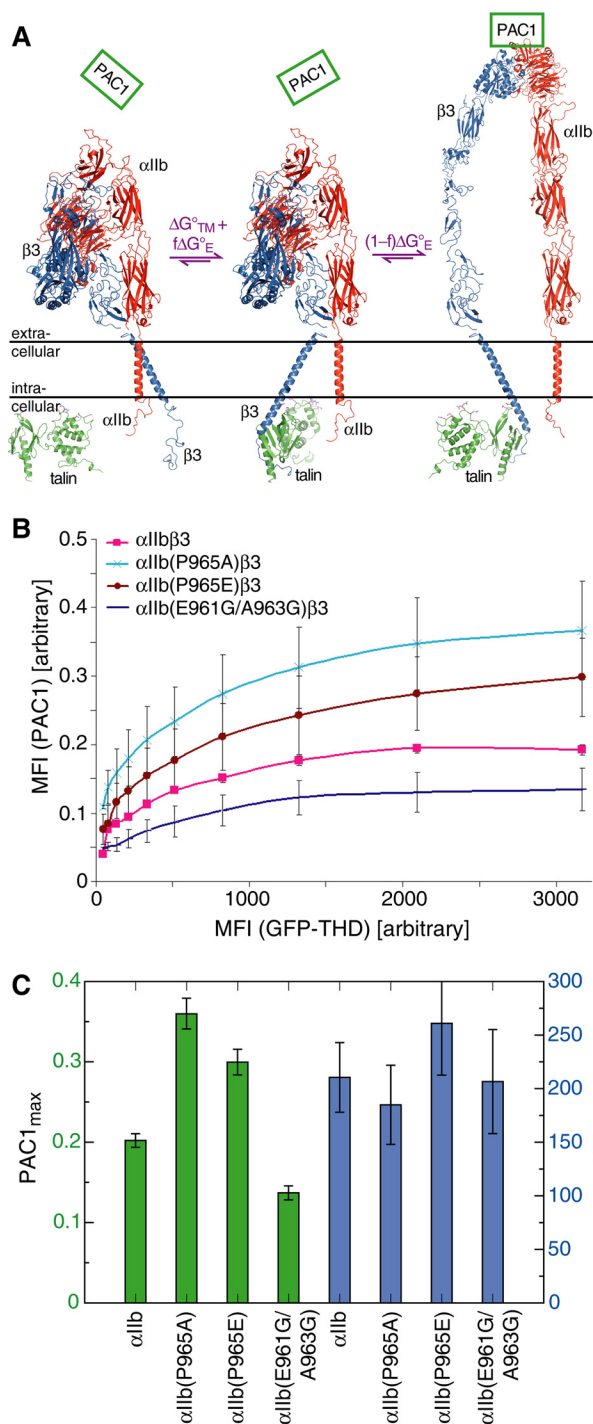 A
PAC1
PAC1
PAC1
αIIb
β3
αIIb
β3
ΔG°TM +
fΔG°E
(1–f)ΔG°E
extra-
cellular
intra-
cellular
αIIb
β3
talin
β3
αIIb
talin
talin
B
αIIbβ3
αIIb(P965A)β3
αIIb(P965E)β3
αIIb(E961G/A963G)β3
0.5
0.4
0.3
0.2
0.1
0
MFI (PAC1) [arbitrary]
0 1000 2000 3000
MFI (GFP-THD) [arbitrary]
C
0.4
0.3
0.2
0.1
0
PAC1max
300
250
200
150
100
50
0
αIIb
αIIb(P965A)
αIIb(P965E)
αIIb(E961G/
A963G)
αIIb
αIIb(P965A)
αIIb(P965E)
αIIb(E961G/
A963G)